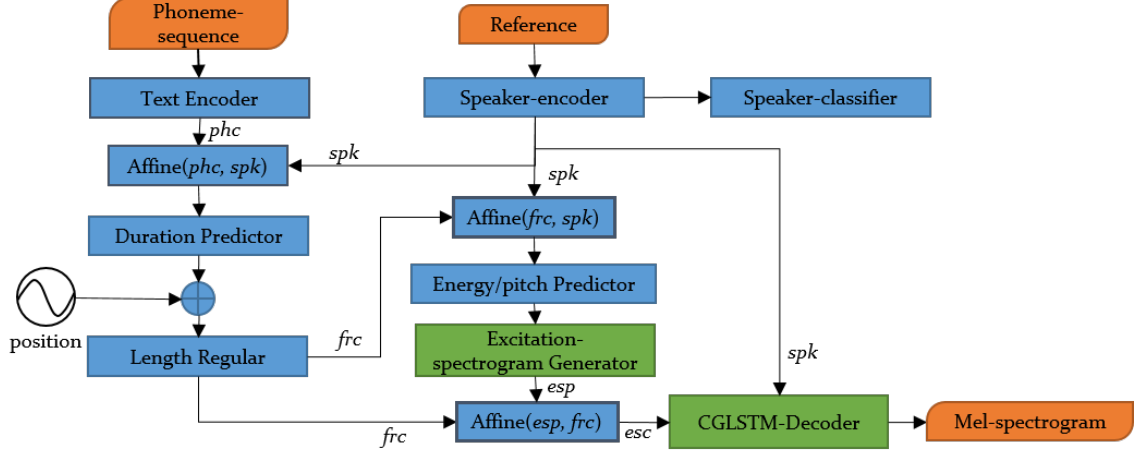 Phoneme-
sequence
Reference
Text Encoder
Speaker-encoder
Speaker-classifier
phc
spk
Affine(phc, spk)
spk
Affine(frc, spk)
Duration Predictor
Energy/pitch Predictor
position
Length Regular
frc
Excitation-
spectrogram Generator
spk
esp
frc
Affine(esp, frc)
esc
CGLSTM-Decoder
Mel-spectrogram